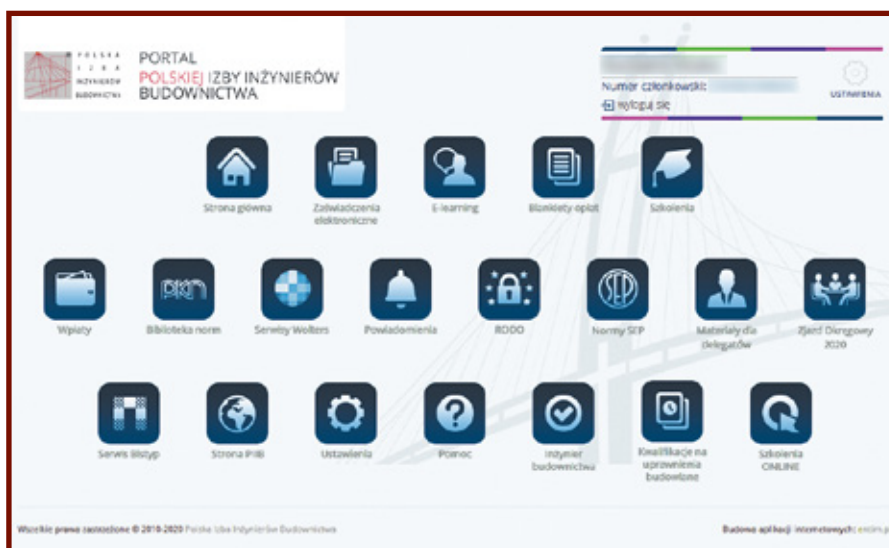 POLSKA
IZBA
INŻYNIERÓW
BUDOWNICTWA
PORTAL
POLSKIEJ IZBY INŻYNIERÓW
BUDOWNICTWA
Numer członkowski:
wyloguj się
USTAWIENIA
Strona główna
Zaświadczenia
elektroniczne
E-learning
Blankiety opłat
Szkolenia
Wpłaty
PKN
Biblioteka norm
Serwisy Wolters
Powiadomienia
RODO
SEP
Normy SEP
Materiały dla
delegatów
Zjazd Okręgowy
2020
Serwis Bistyp
Strona PIIB
Ustawienia
Pomoc
Inżynier
budownictwa
Kwalifikacje na
uprawnienia
budowlane
Szkolenia
ONLINE
Wszelkie prawa zastrzeżone © 2010-2020 Polska Izba Inżynierów Budownictwa
Budowa aplikacji internetowych: